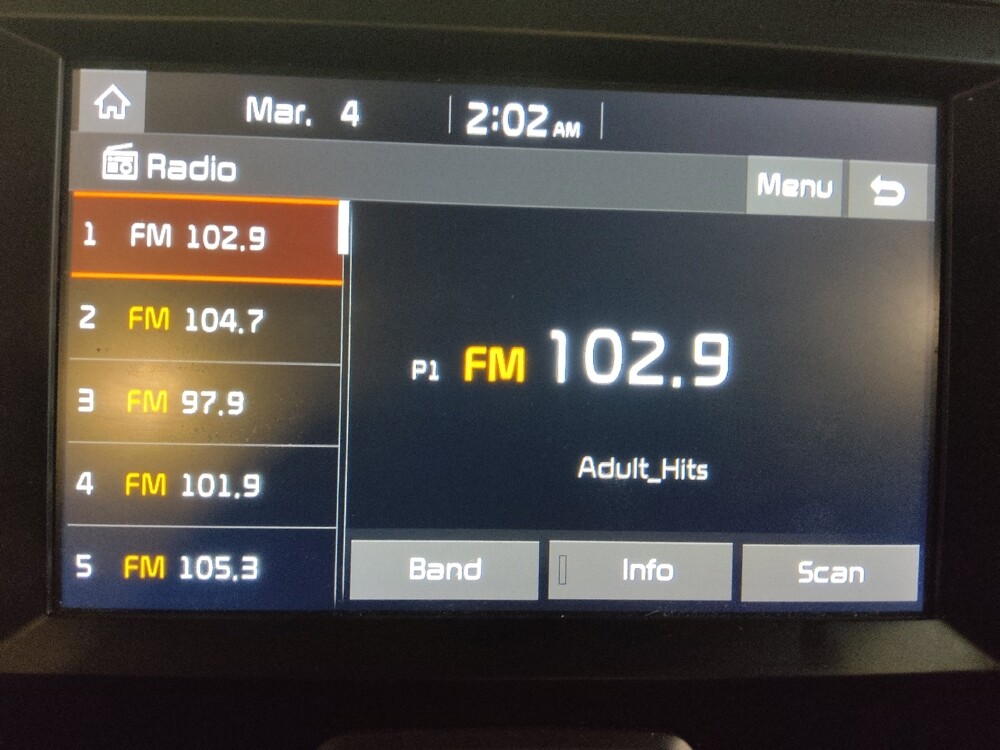 Mar. 4 2:02 AM
Radio
Menu
1 FM 102.9
2 FM 104.7
3 FM 97.9
4 FM 101.9
5 FM 105.3
P1 FM 102.9
Adult_Hits
Band Info Scan